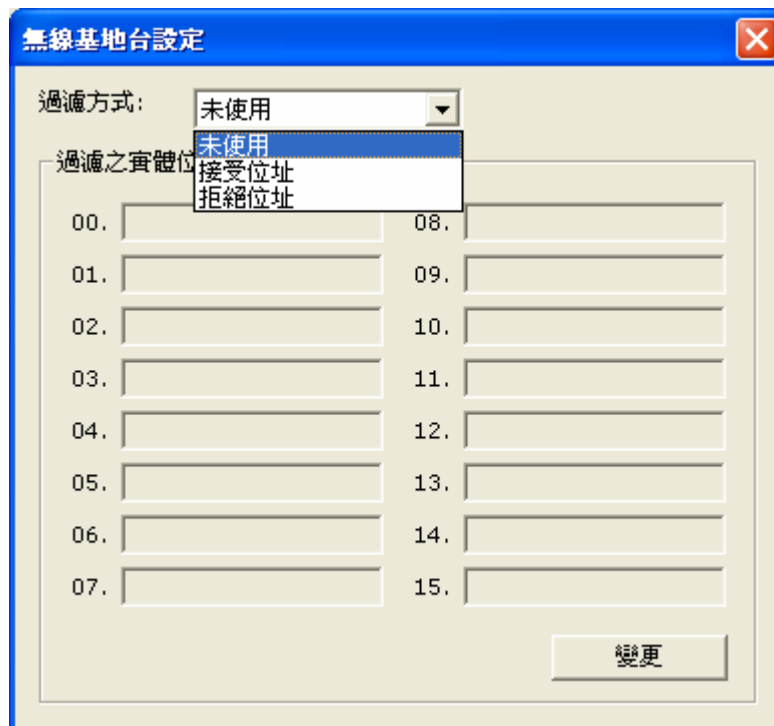 無線基地台設定
過濾方式: 未使用
未使用
接受位址
拒絕位址
過濾之實體位
00. 08.
01. 09.
02. 10.
03. 11.
04. 12.
05. 13.
06. 14.
07. 15.
變更